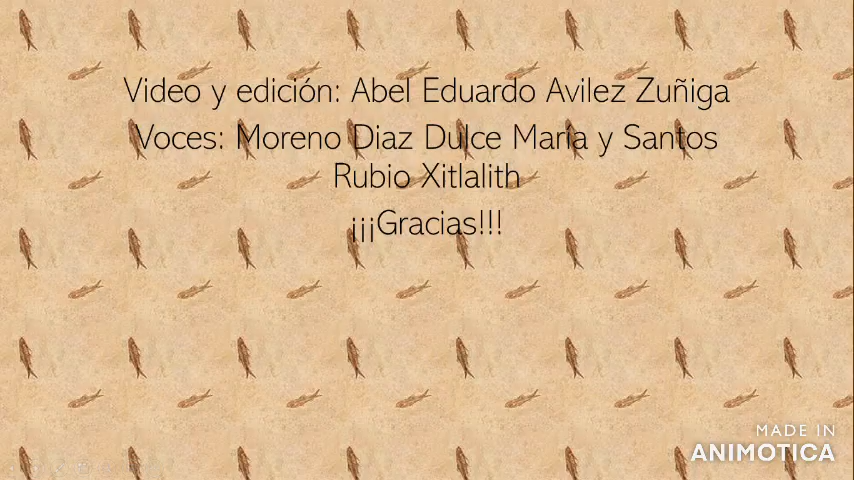 Video y edición: Abel Eduardo Avilez Zuñiga
Voces: Moreno Diaz Dulce María y Santos
Rubio Xitlalith
¡¡¡Gracias!!!
MADE IN
ANIMOTICA